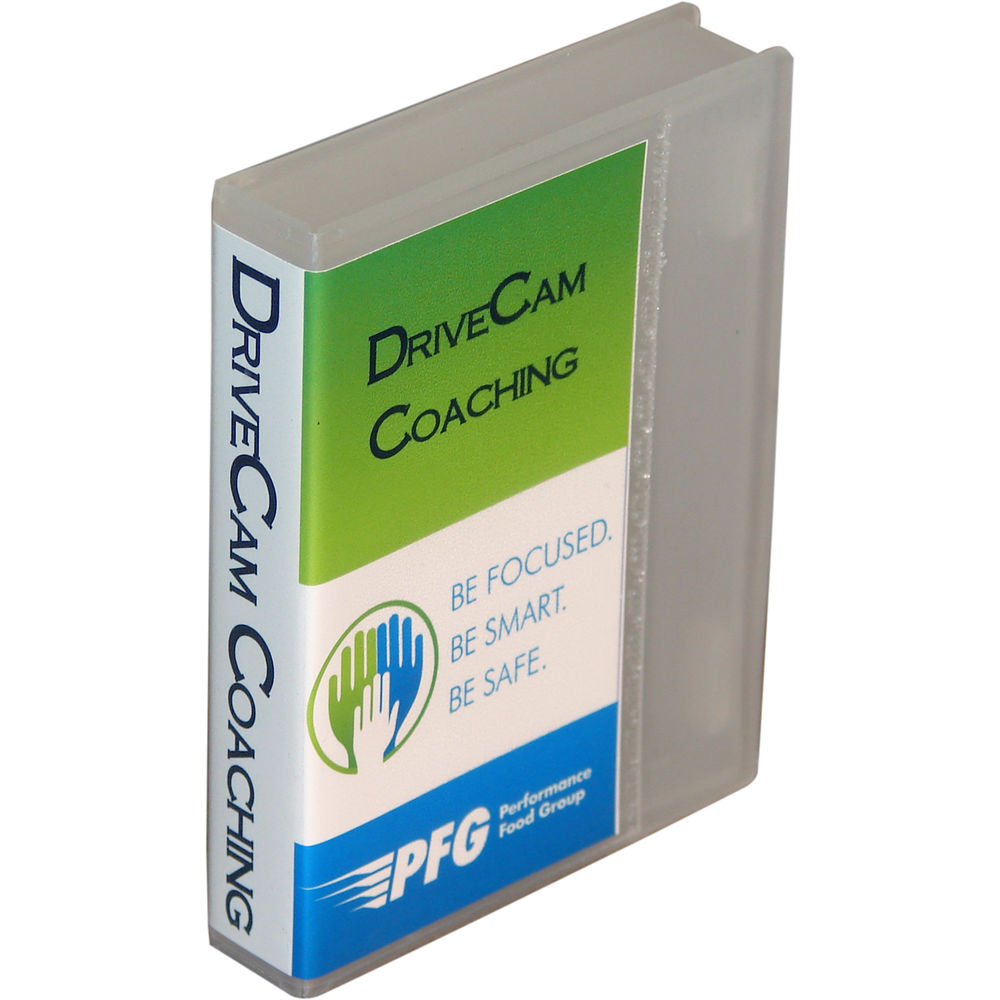 DRIVECAM COACHING
DRIVECAM
COACHING
BE FOCUSED.
BE SMART.
BE SAFE.
PFG Performance
Food Group